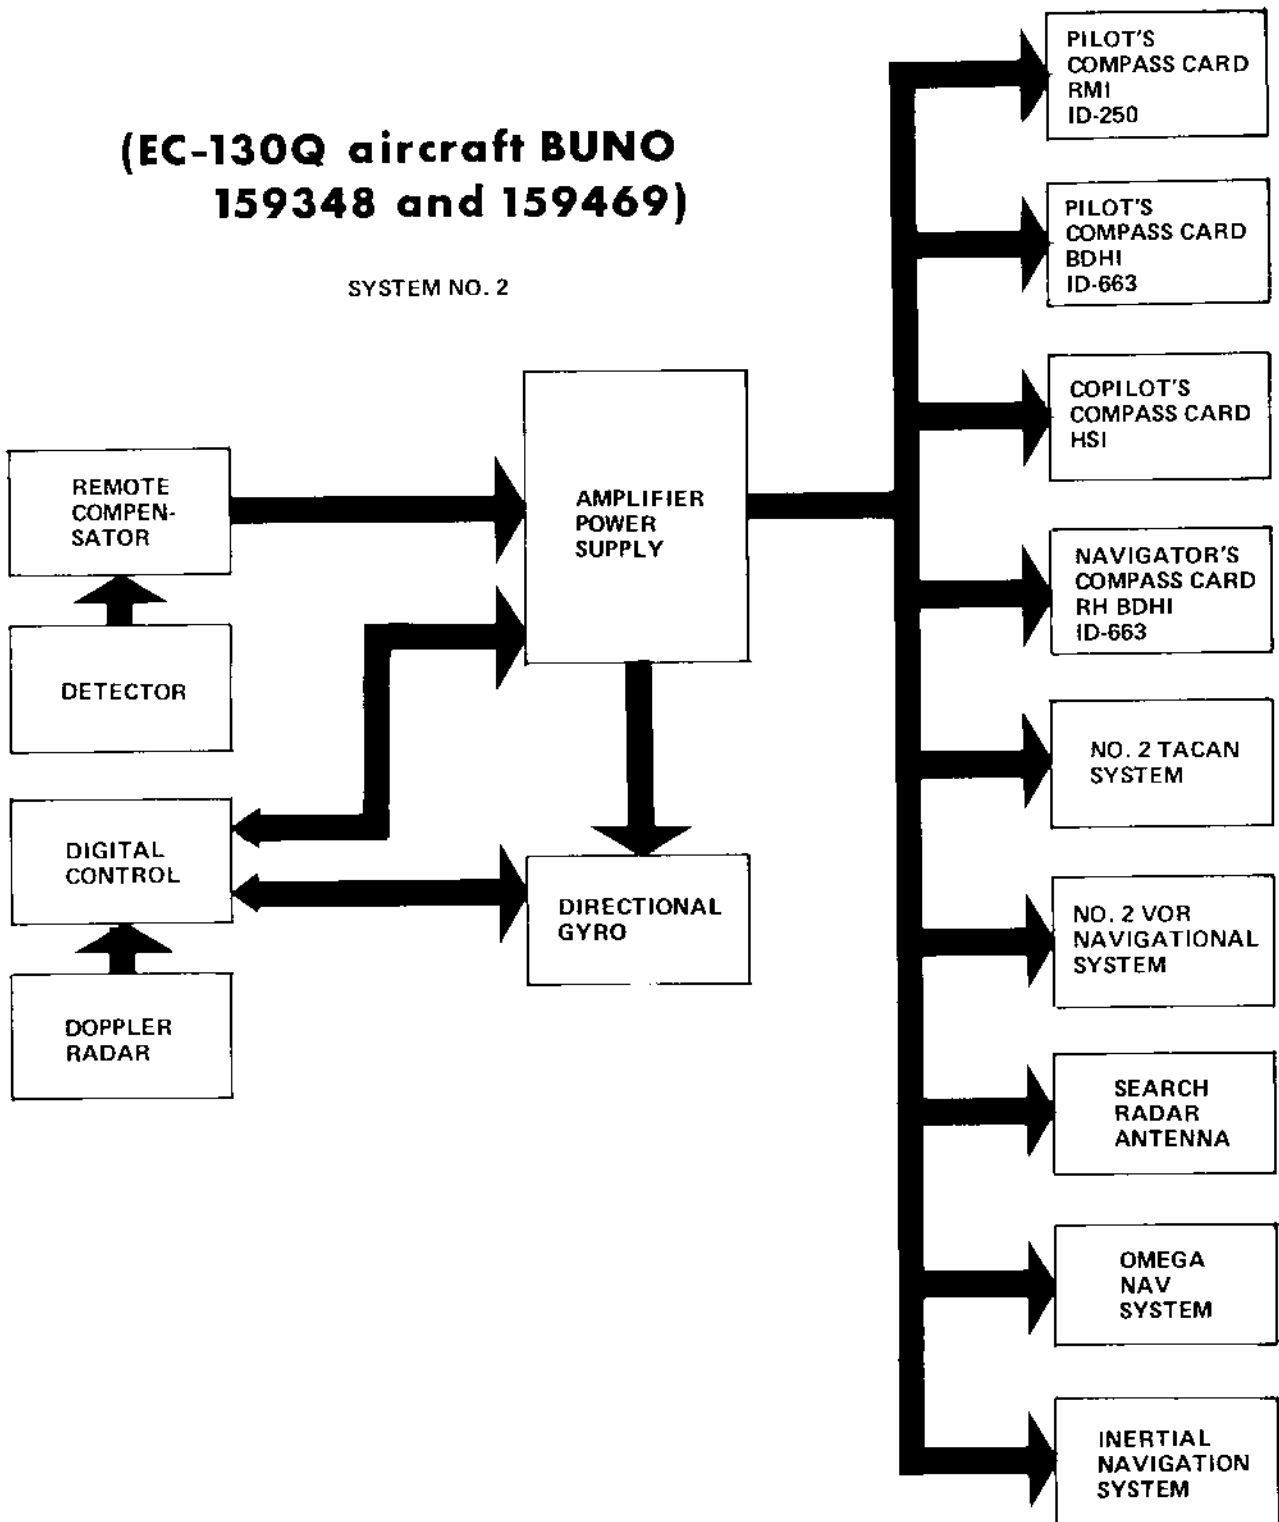 (EC-130Q aircraft BUNO
159348 and 159469)
SYSTEM NO. 2
REMOTE
COMPEN-
SATOR
DETECTOR
DIGITAL
CONTROL
DOPPLER
RADAR
AMPLIFIER
POWER
SUPPLY
DIRECTIONAL
GYRO
PILOT'S
COMPASS CARD
RMI
ID-250
PILOT'S
COMPASS CARD
BDHI
ID-663
COPILOT'S
COMPASS CARD
HSI
NAVIGATOR'S
COMPASS CARD
RH BDHI
ID-663
NO. 2 TACAN
SYSTEM
NO. 2 VOR
NAVIGATIONAL
SYSTEM
SEARCH
RADAR
ANTENNA
OMEGA
NAV
SYSTEM
INERTIAL
NAVIGATION
SYSTEM